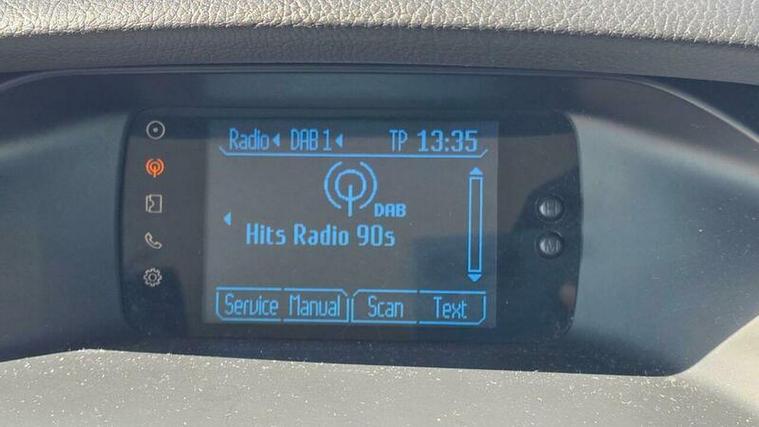 Radio DAB 1 TP 13:35
DAB
Hits Radio 90s
Service Manual Scan Text
H
M